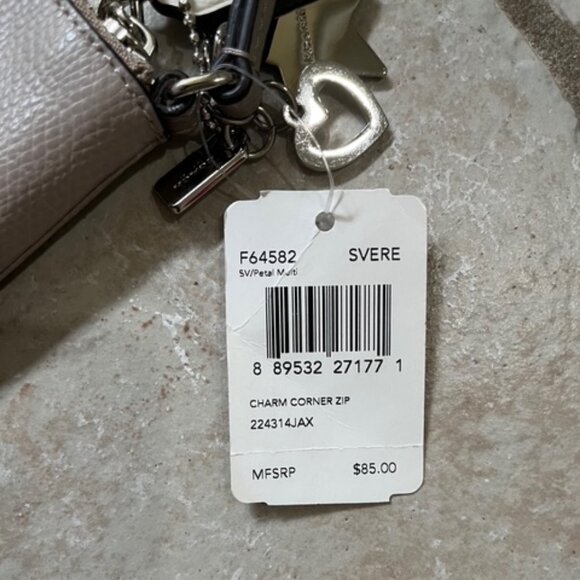 F64582 SVERE
SV/Petal Multi
8 89532 27177 1
CHARM CORNER ZIP
224314JAX
MFSRP $85.00